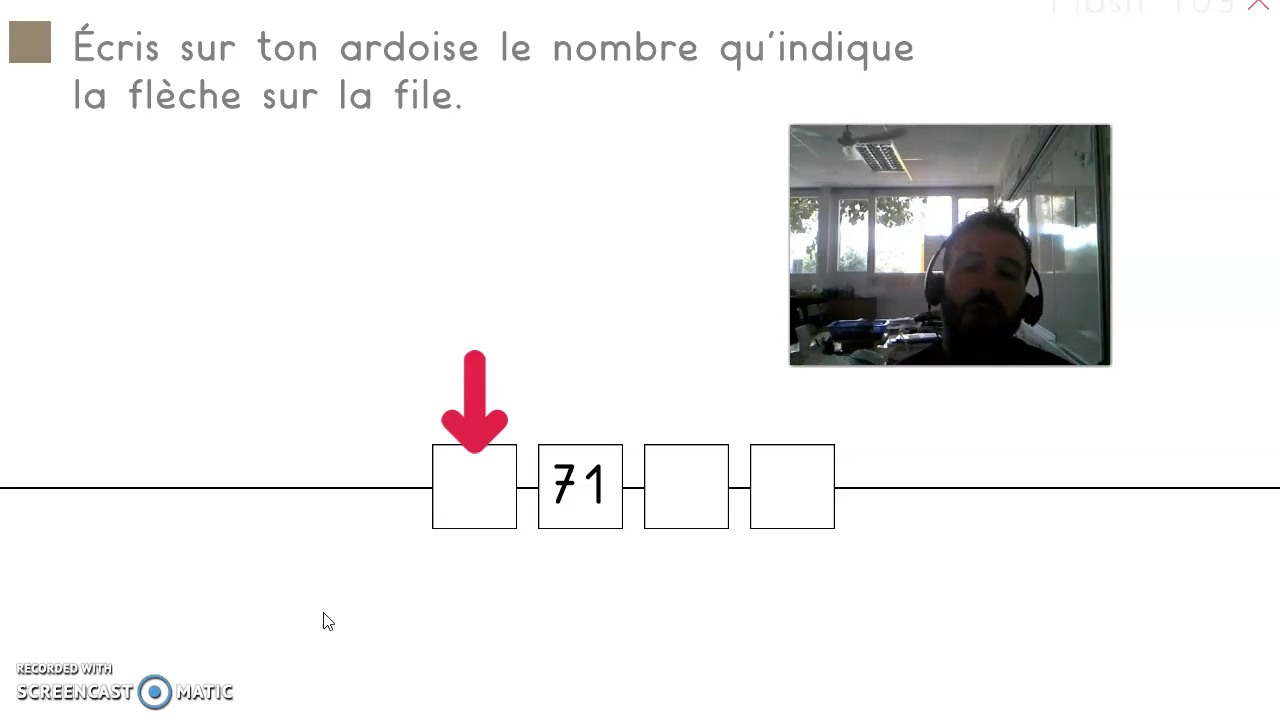 Écris sur ton ardoise le nombre qu'indique
la flèche sur la file.
71
RECORDED WITH
SCREENCAST MATIC